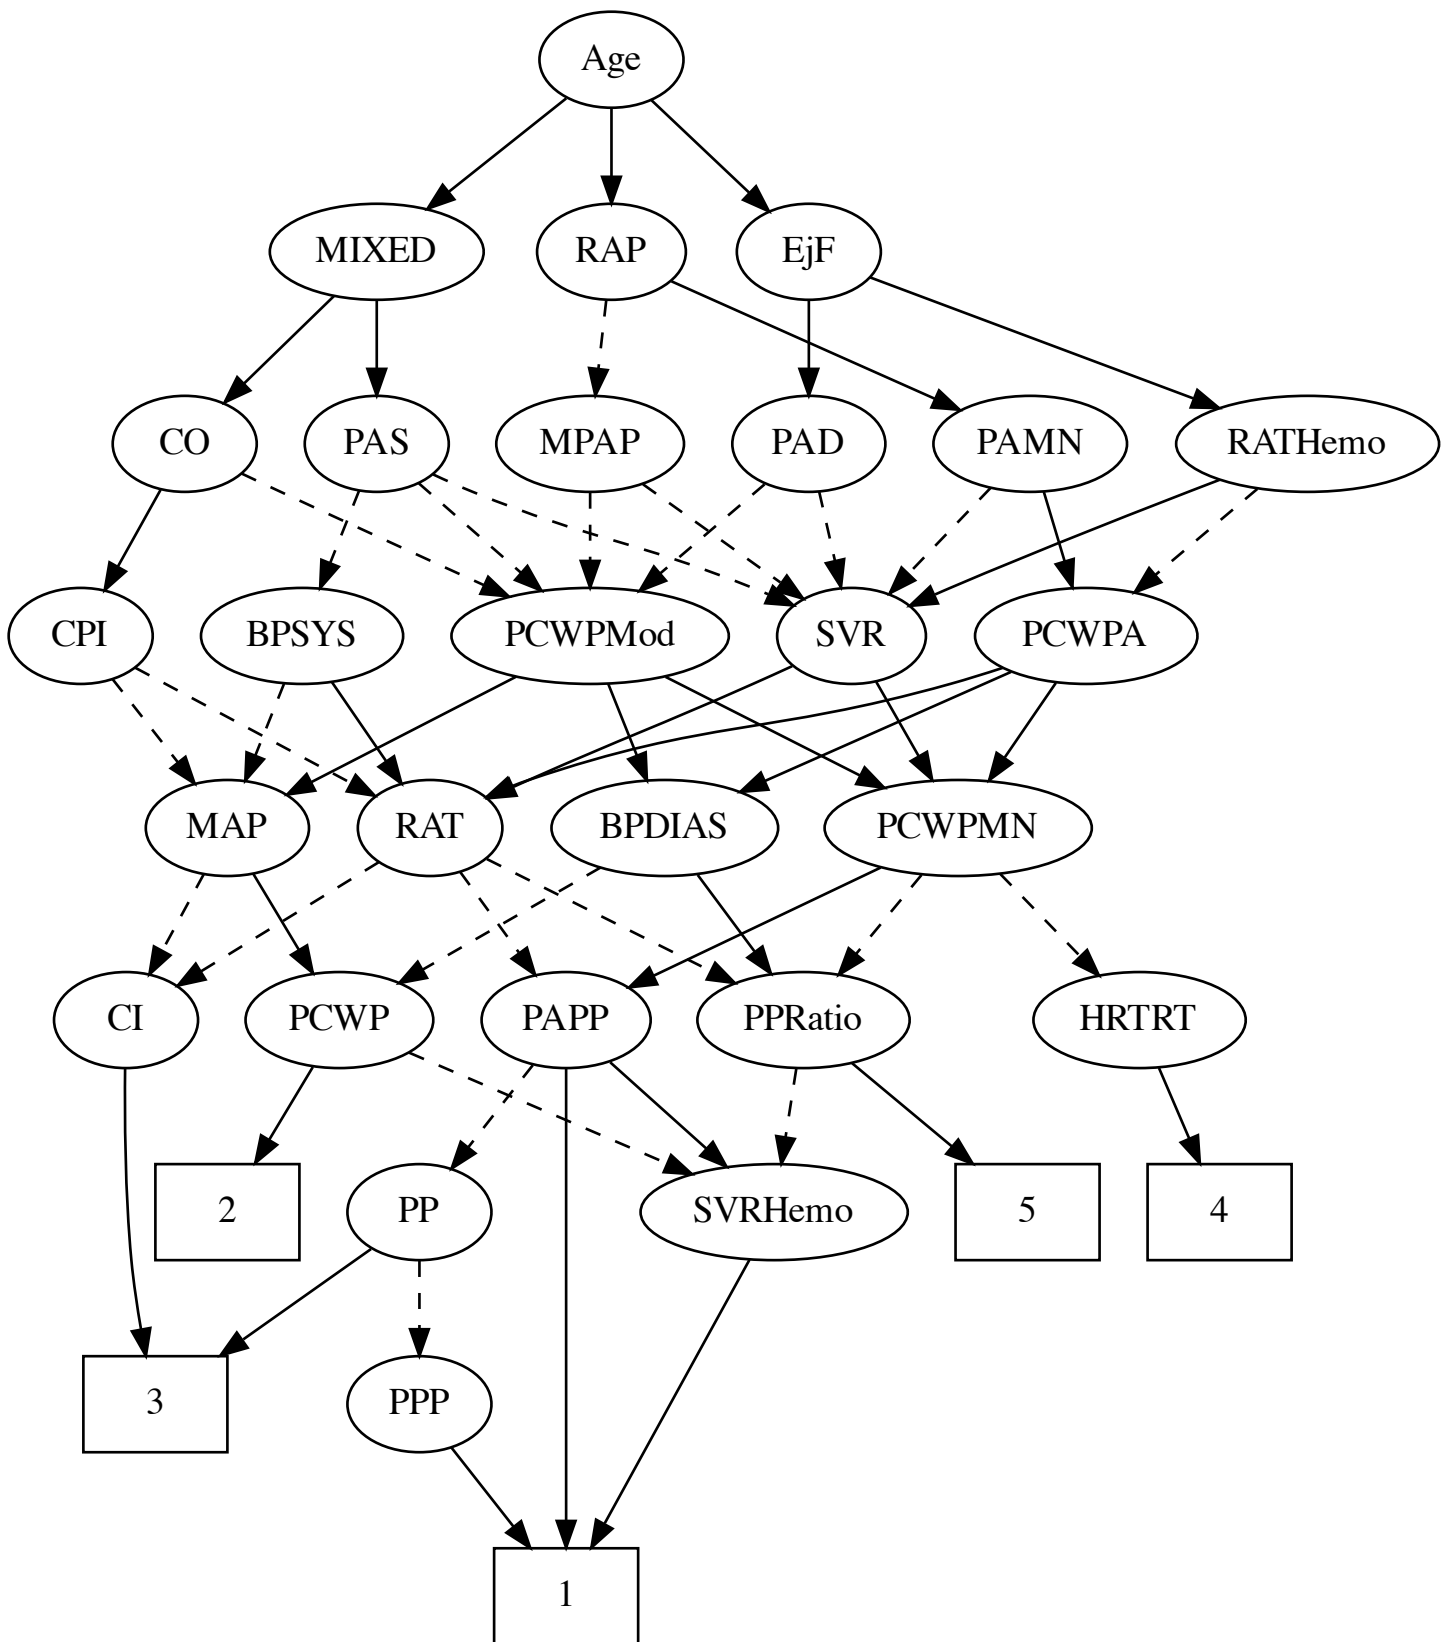 Age
MIXED RAP EjF
CO PAS MPAP PAD PAMN RATHemo
CPI BPSYS PCWPMod SVR PCWPA
MAP RAT BPDIAS PCWPMN
CI PCWP PAPP PPRatio HRTRT
2 PP SVRHemo 5 4
3 PPP
1